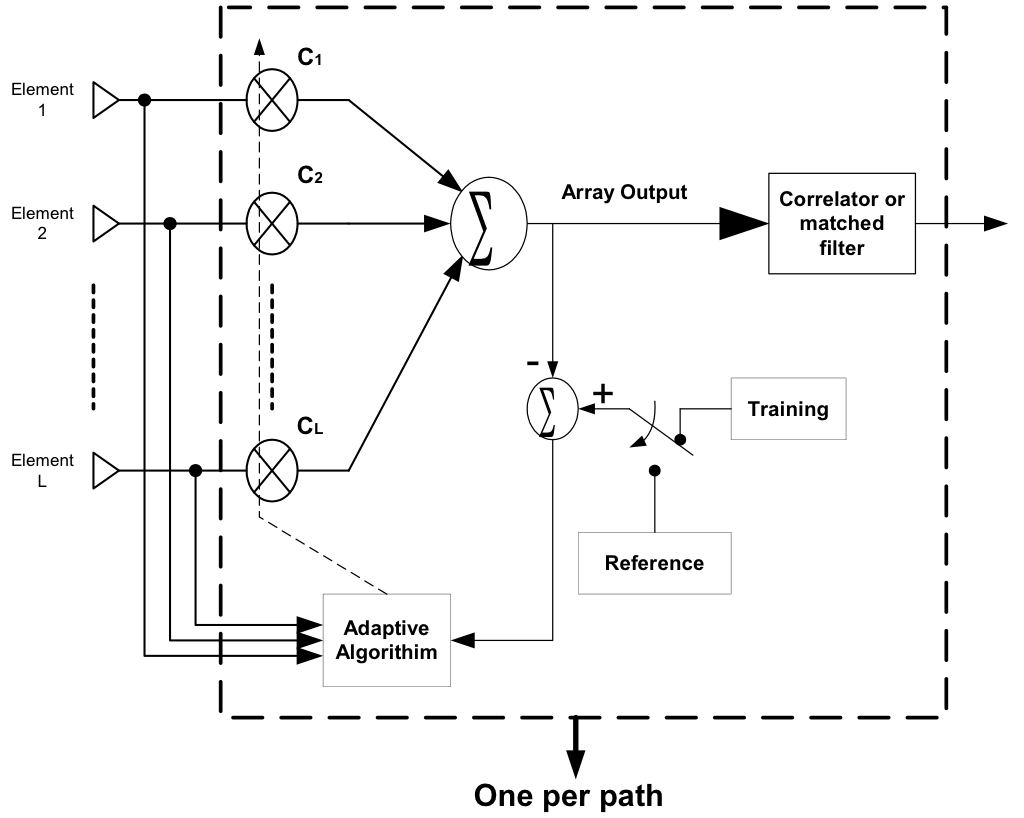 C1
Element
1
C2
Element
2
∑
Array Output
Correlator or
matched
filter
-
+
∑
Training
CL
Element
L
Reference
Adaptive
Algorithim
One per path